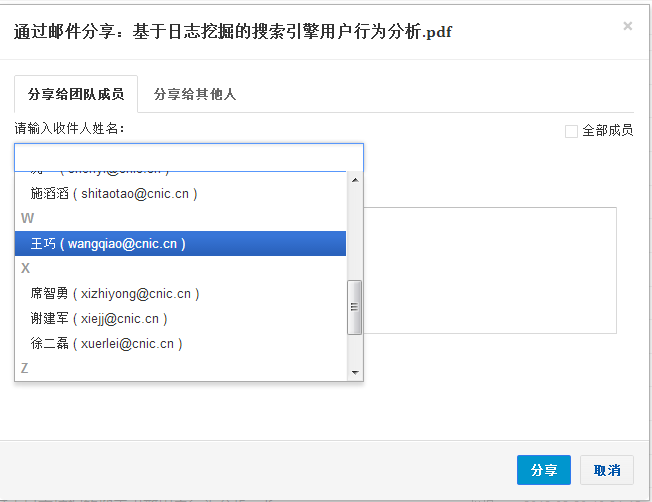 通过邮件分享：基于日志挖掘的搜索引擎用户行为分析.pdf
×
分享给团队成员 分享给其他人
请输入收件人姓名： 全部成员
施滔滔 ( shitaotao@cnic.cn )
W
王巧 ( wangqiao@cnic.cn )
X
席智勇 ( xizhiyong@cnic.cn )
谢建军 ( xiejj@cnic.cn )
徐二磊 ( xuerlei@cnic.cn )
Z
分享 取消